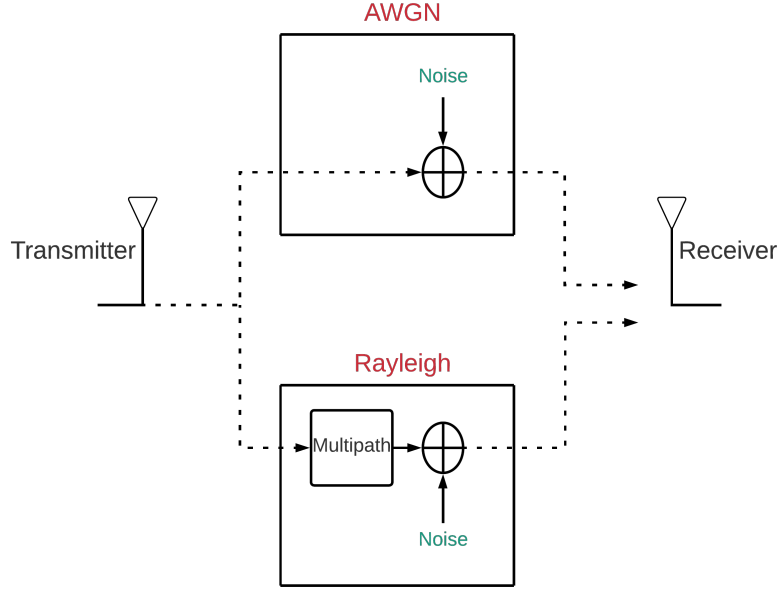 AWGN
Noise
Transmitter
Receiver
Rayleigh
Multipath
Noise